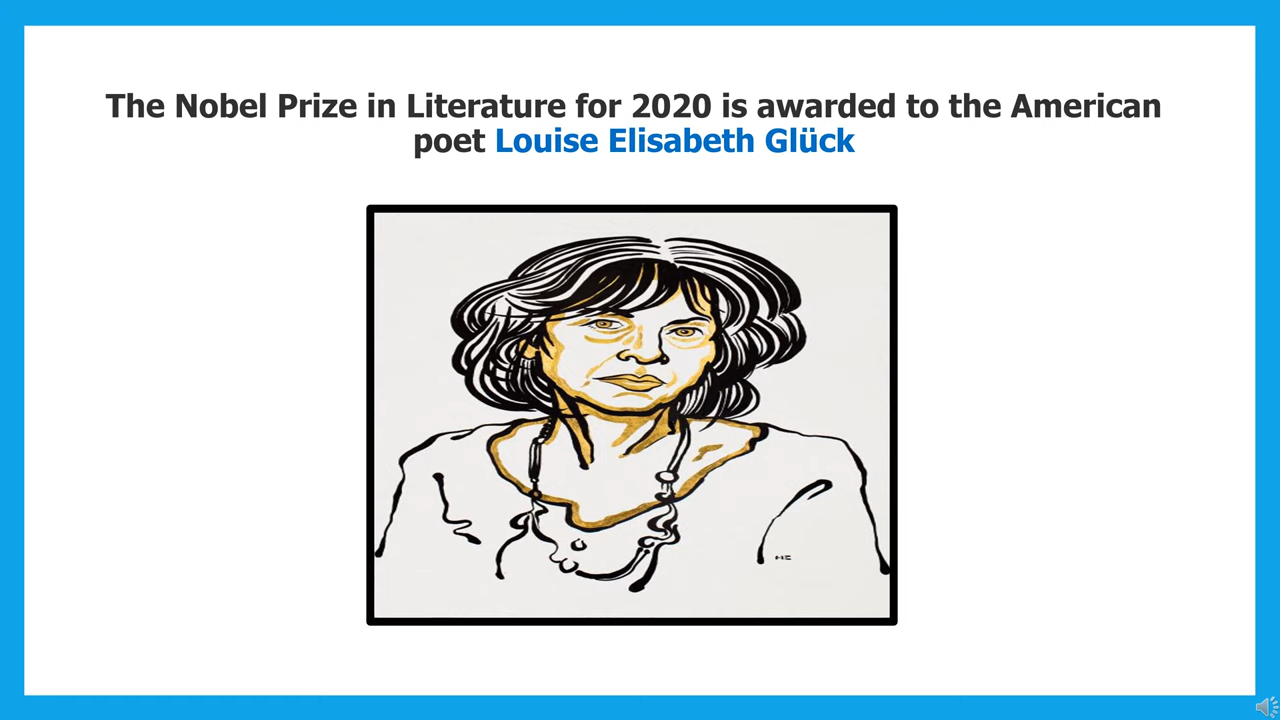 The Nobel Prize in Literature for 2020 is awarded to the American
poet Louise Elisabeth Glück